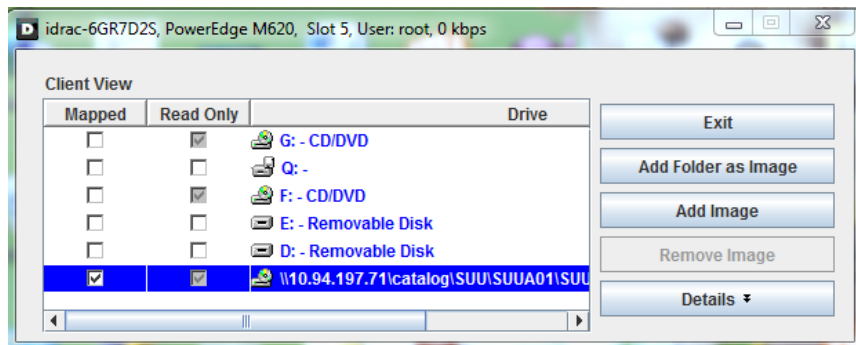 idrac-6GR7D2S, PowerEdge M620, Slot 5, User: root, 0 kbps
Client View
Mapped Read Only Drive
G: - CD/DVD
Q: -
F: - CD/DVD
E: - Removable Disk
D: - Removable Disk
\\10.94.197.71\catalog\SUU\SUUA01\SUU
Exit
Add Folder as Image
Add Image
Remove Image
Details